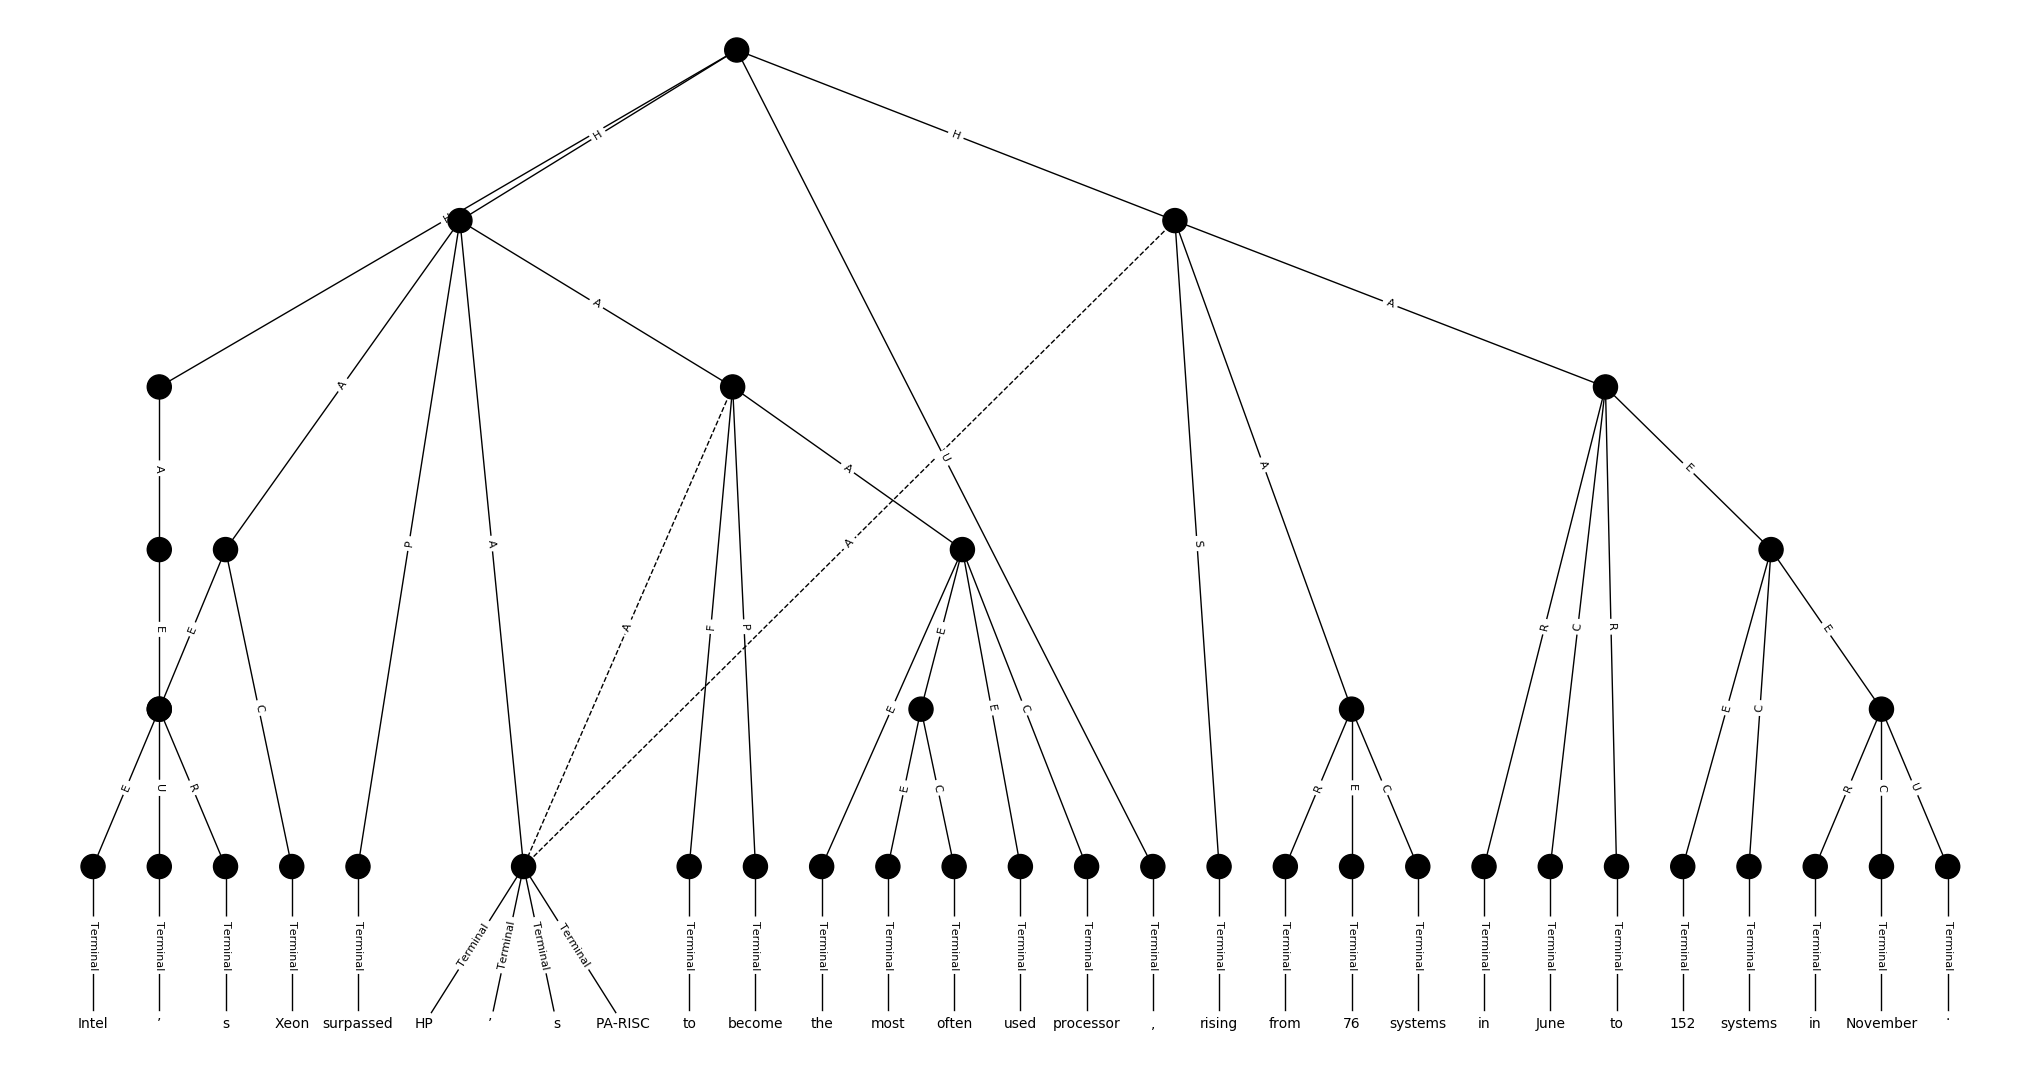 H H
H A A U A
A P A S A E
A A
E E A F P E R C R E
C E E C E C
E U R E C R E C R C U
Terminal Terminal Terminal Terminal Terminal Terminal Terminal Terminal Terminal Terminal Terminal Terminal Terminal Terminal Terminal Terminal Terminal Terminal Terminal Terminal Terminal Terminal Terminal Terminal Terminal Terminal Terminal Terminal Terminal
Intel ' s Xeon surpassed HP ' s PA-RISC to become the most often used processor , rising from 76 systems in June to 152 systems in November .